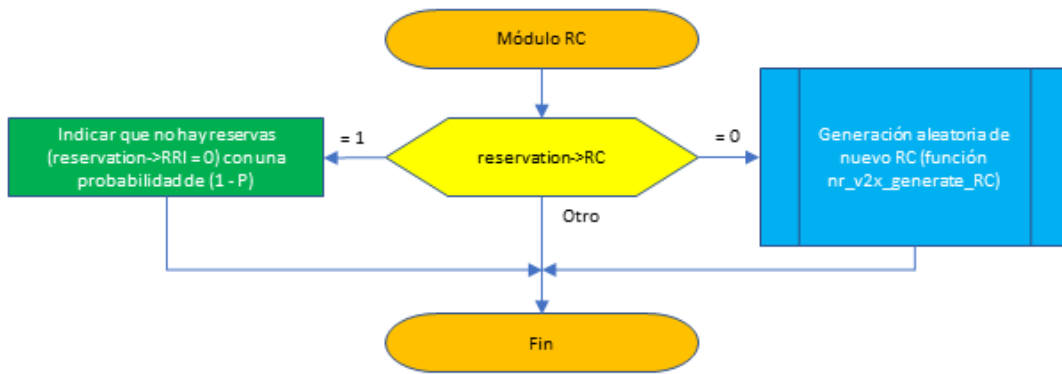 Módulo RC
Indicar que no hay reservas
(reservation->RRI = 0) con una
probabilidad de (1 - P)
= 1
reservation->RC
= 0
Generación aleatoria de
nuevo RC (función
nr_v2x_generate_RC)
Otro
Fin